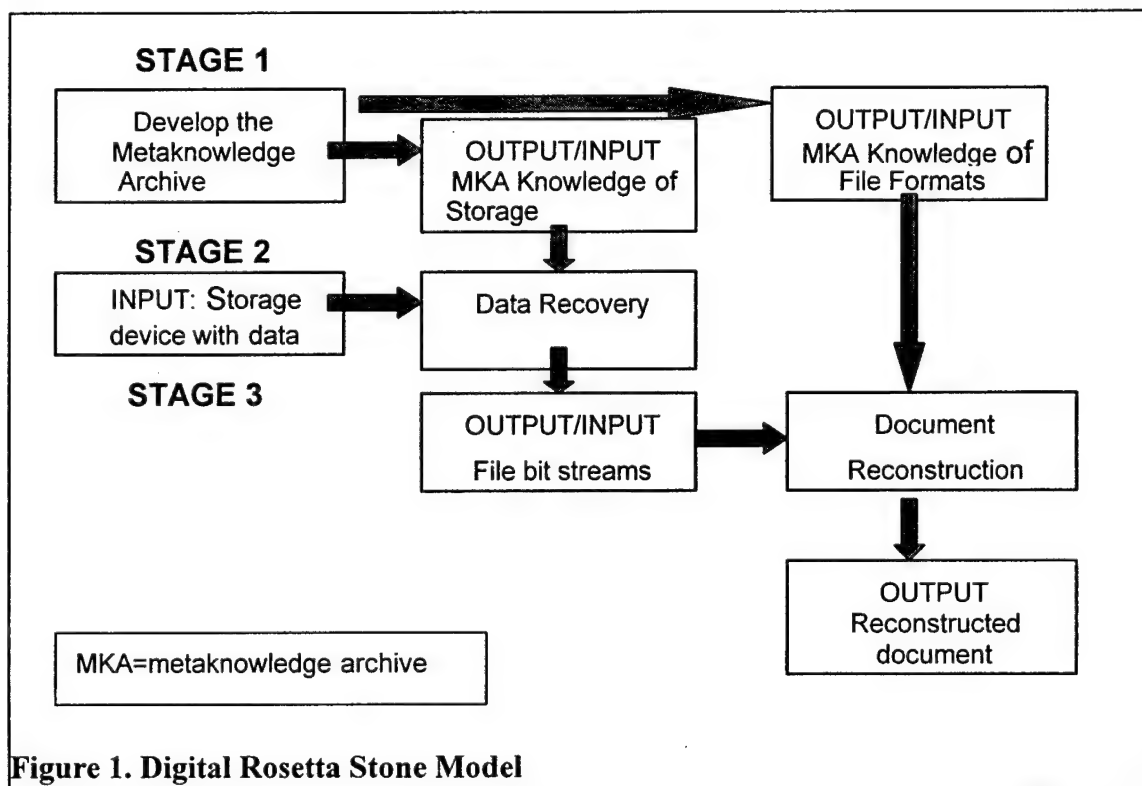 STAGE 1
Develop the
Metaknowledge
Archive
OUTPUT/INPUT
MKA Knowledge of
Storage
OUTPUT/INPUT
MKA Knowledge of
File Formats
STAGE 2
INPUT: Storage
device with data
Data Recovery
STAGE 3
OUTPUT/INPUT
File bit streams
Document
Reconstruction
OUTPUT
Reconstructed
document
MKA=metaknowledge archive
Figure 1. Digital Rosetta Stone Model